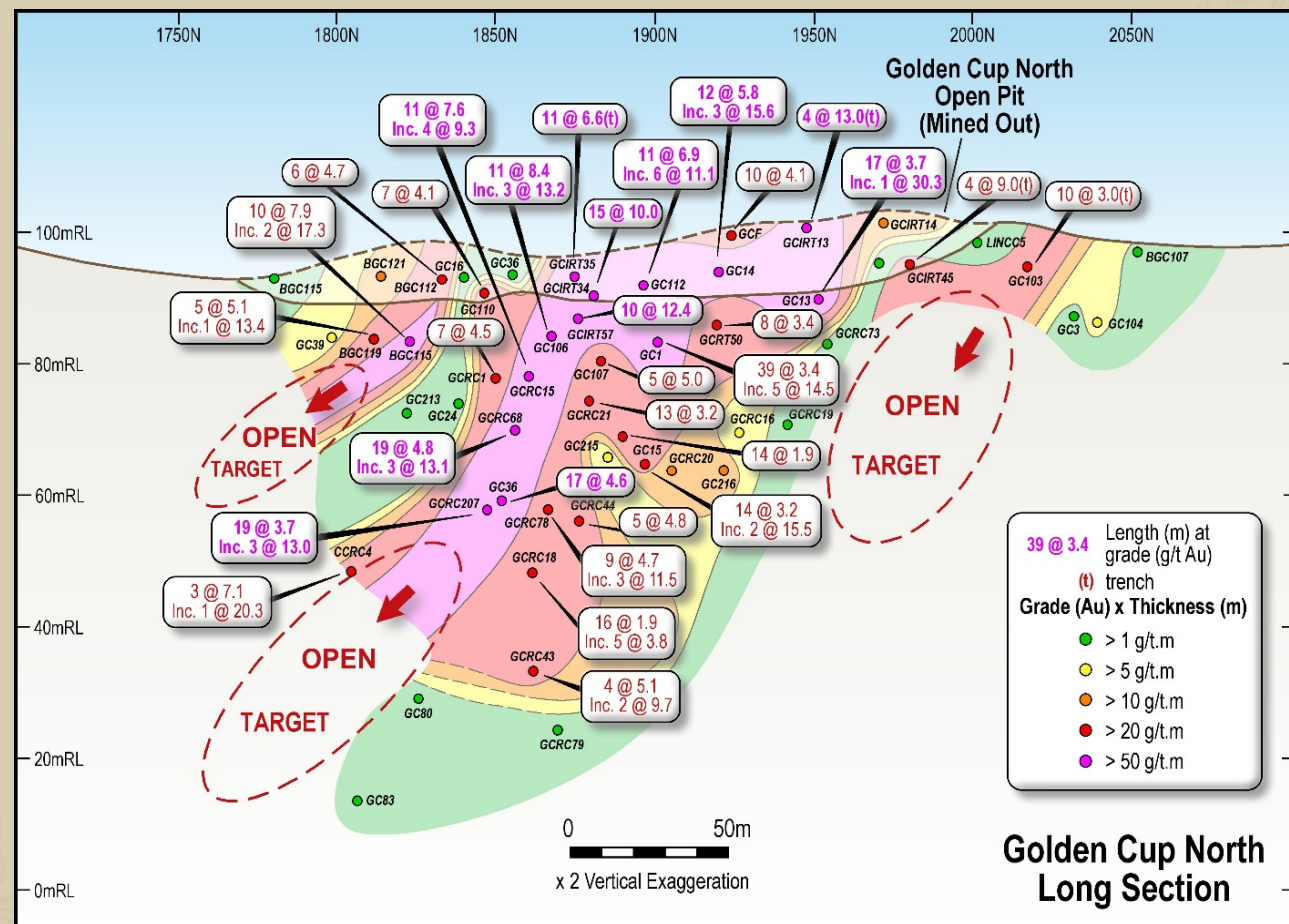 1750N
1800N
1850N
1900N
1950N
2000N
2050N
Golden Cup North
Open Pit
(Mined Out)
11 @ 7.6
Inc. 4 @ 9.3
11 @ 6.6(t)
12 @ 5.8
Inc. 3 @ 15.6
4 @ 13.0(t)
11 @ 8.4
Inc. 3 @ 13.2
11 @ 6.9
Inc. 6 @ 11.1
17 @ 3.7
Inc. 1 @ 30.3
6 @ 4.7
7 @ 4.1
10 @ 4.1
4 @ 9.0(t)
10 @ 3.0(t)
10 @ 7.9
Inc. 2 @ 17.3
15 @ 10.0
100mRL
GCF
GCIRT13
GCIRT14
LINCC5
BGC107
BGC115
BGC121
BGC112
GC16
GC36
GCIRT35
GCIRT34
GC112
GC14
GCIRT45
GC103
GC110
GC13
5 @ 5.1
Inc.1 @ 13.4
GC39
BGC119
BGC115
7 @ 4.5
GC106
GCIRT57
10 @ 12.4
GCRT50
8 @ 3.4
GCRC73
GC3
GC104
80mRL
GCRC1
GCRC15
GC107
GC1
5 @ 5.0
39 @ 3.4
Inc. 5 @ 14.5
GC213
GC24
GCRC68
GCRC21
13 @ 3.2
GCRC16
GCRC19
OPEN
TARGET
OPEN
TARGET
19 @ 4.8
Inc. 3 @ 13.1
GC215
GC15
GCRC20
GC216
14 @ 1.9
60mRL
GC36
17 @ 4.6
GCRC207
GCRC78
GCRC44
5 @ 4.8
14 @ 3.2
Inc. 2 @ 15.5
19 @ 3.7
Inc. 3 @ 13.0
CCRC4
GCRC18
9 @ 4.7
Inc. 3 @ 11.5
3 @ 7.1
Inc. 1 @ 20.3
40mRL
16 @ 1.9
Inc. 5 @ 3.8
OPEN
TARGET
GCRC43
4 @ 5.1
Inc. 2 @ 9.7
GC80
GCRC79
20mRL
GC83
0mRL
39 @ 3.4 Length (m) at
grade (g/t Au)
(t) trench
Grade (Au) x Thickness (m)
> 1 g/t.m
> 5 g/t.m
> 10 g/t.m
> 20 g/t.m
> 50 g/t.m
0 50m
x 2 Vertical Exaggeration
Golden Cup North
Long Section